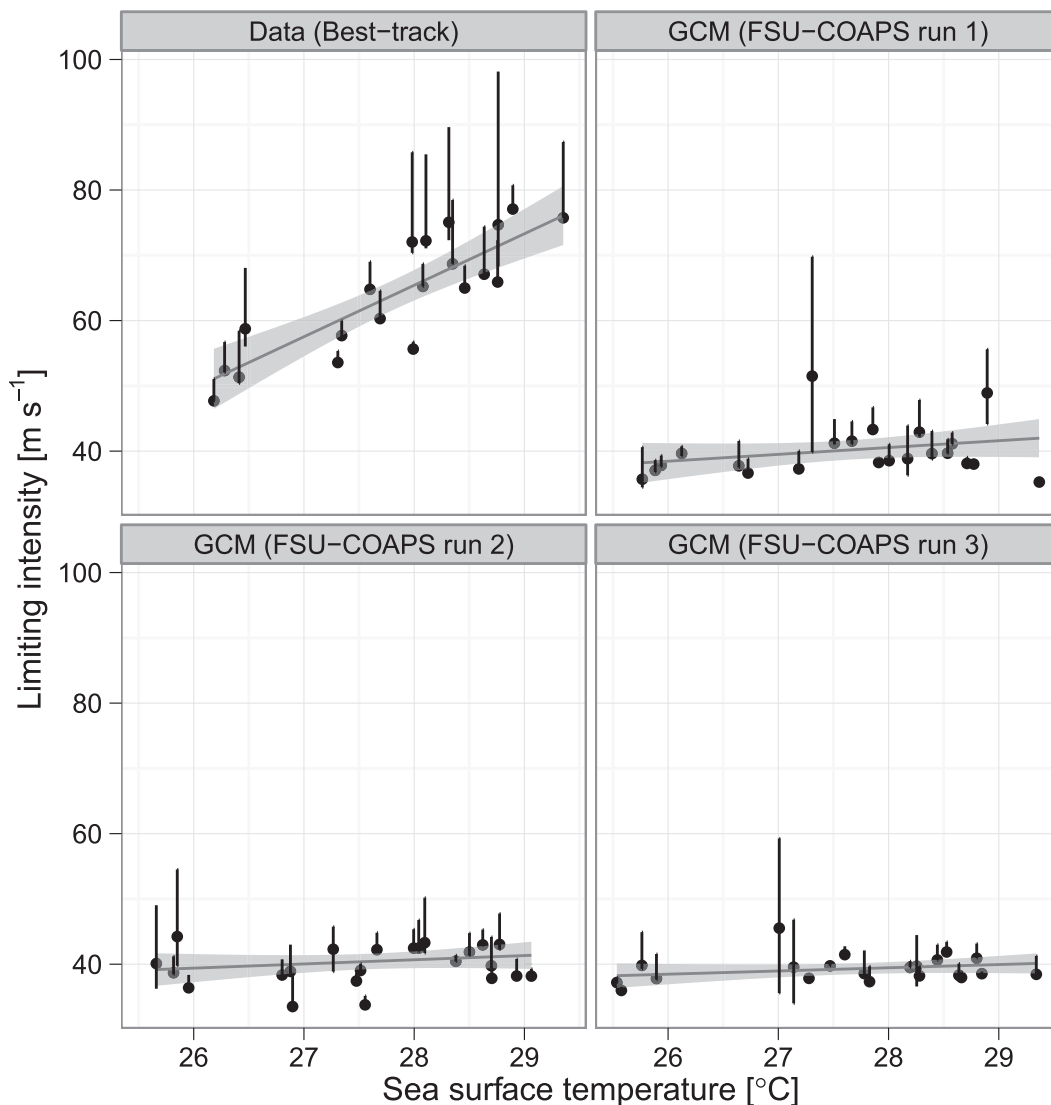 Data (Best−track)
GCM (FSU−COAPS run 1)
100
80
60
40
GCM (FSU−COAPS run 2)
GCM (FSU−COAPS run 3)
100
80
60
40
26 27 28 29
26 27 28 29
Limiting intensity [m s⁻¹]
Sea surface temperature [°C]